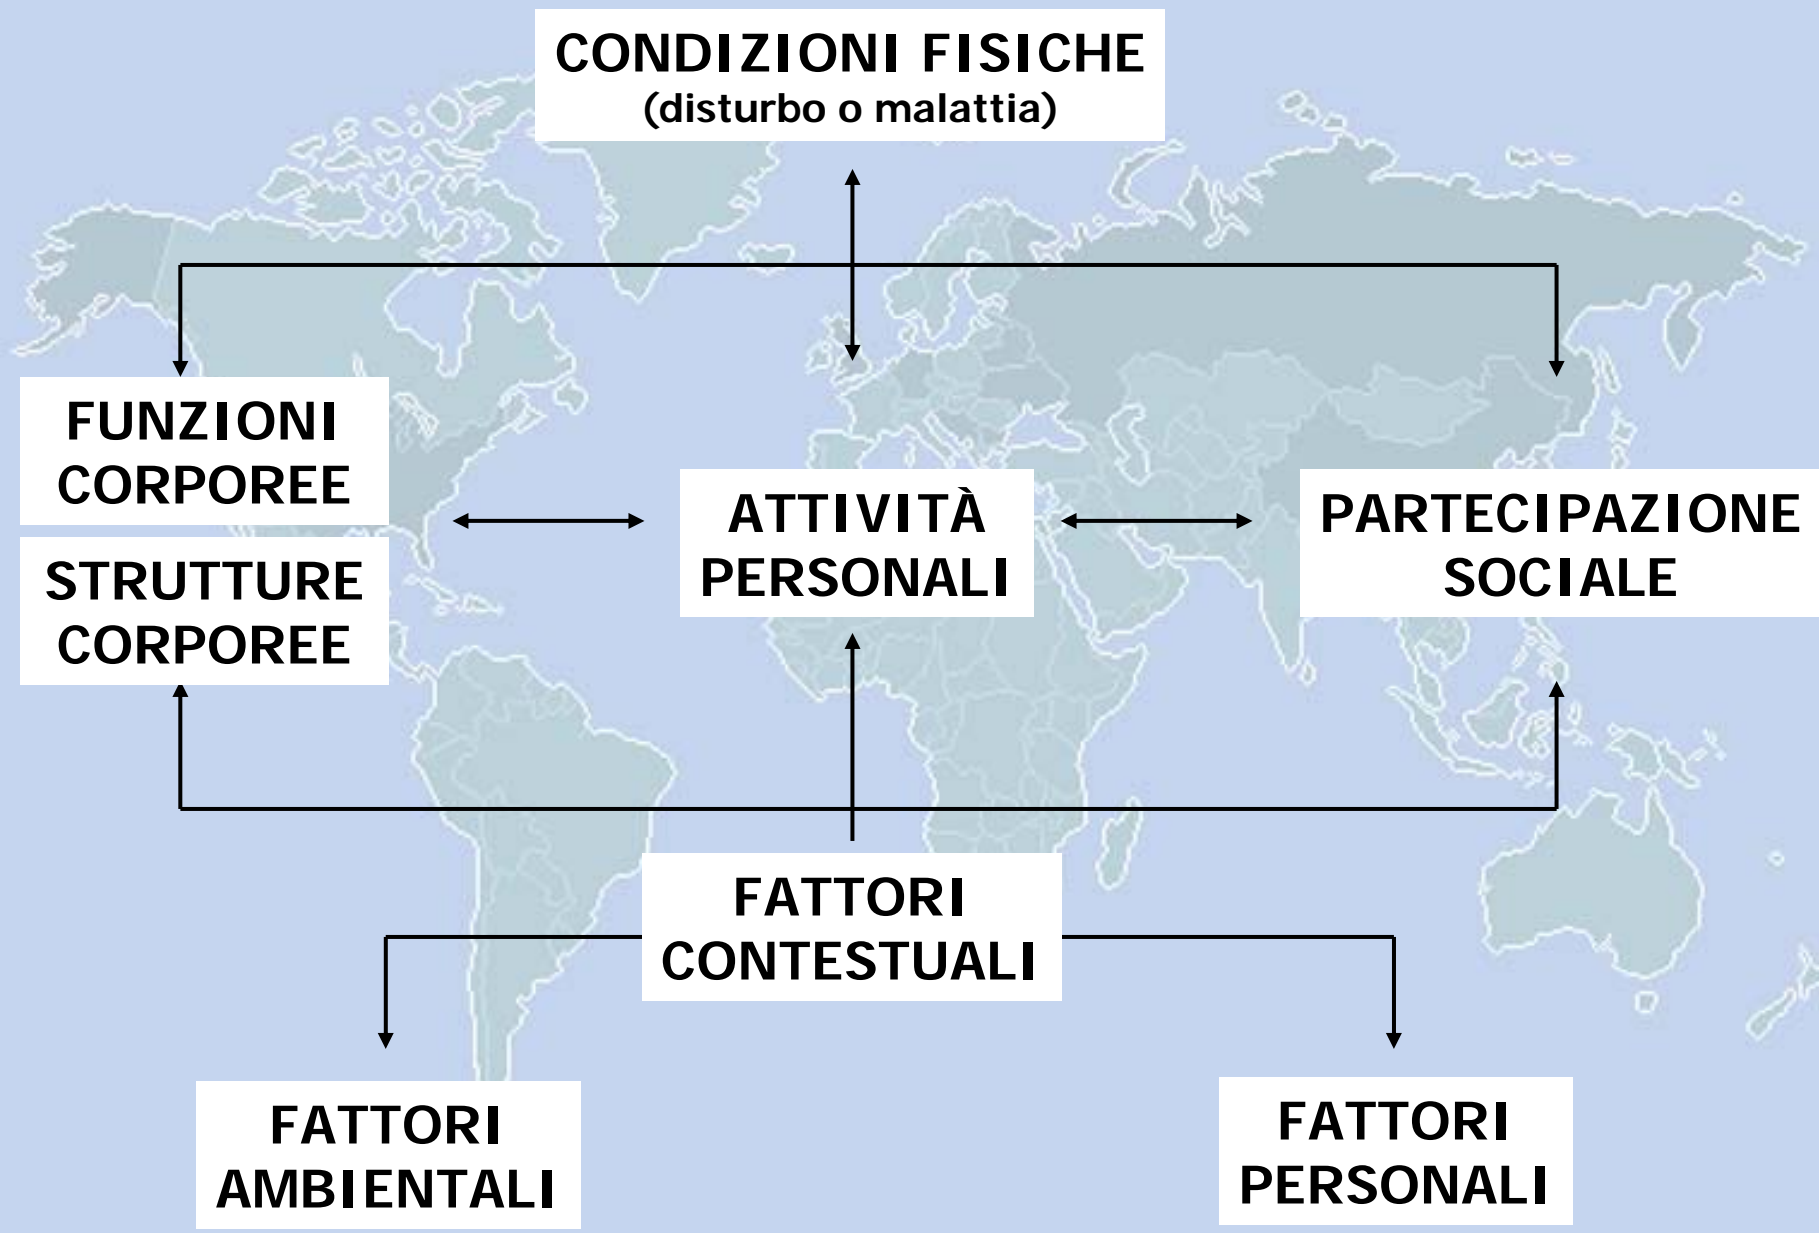 CONDIZIONI FISICHE
(disturbo o malattia)
FUNZIONI
CORPOREE
STRUTTURE
CORPOREE
ATTIVITÀ
PERSONALI
PARTECIPAZIONE
SOCIALE
FATTORI
CONTESTUALI
FATTORI
AMBIENTALI
FATTORI
PERSONALI